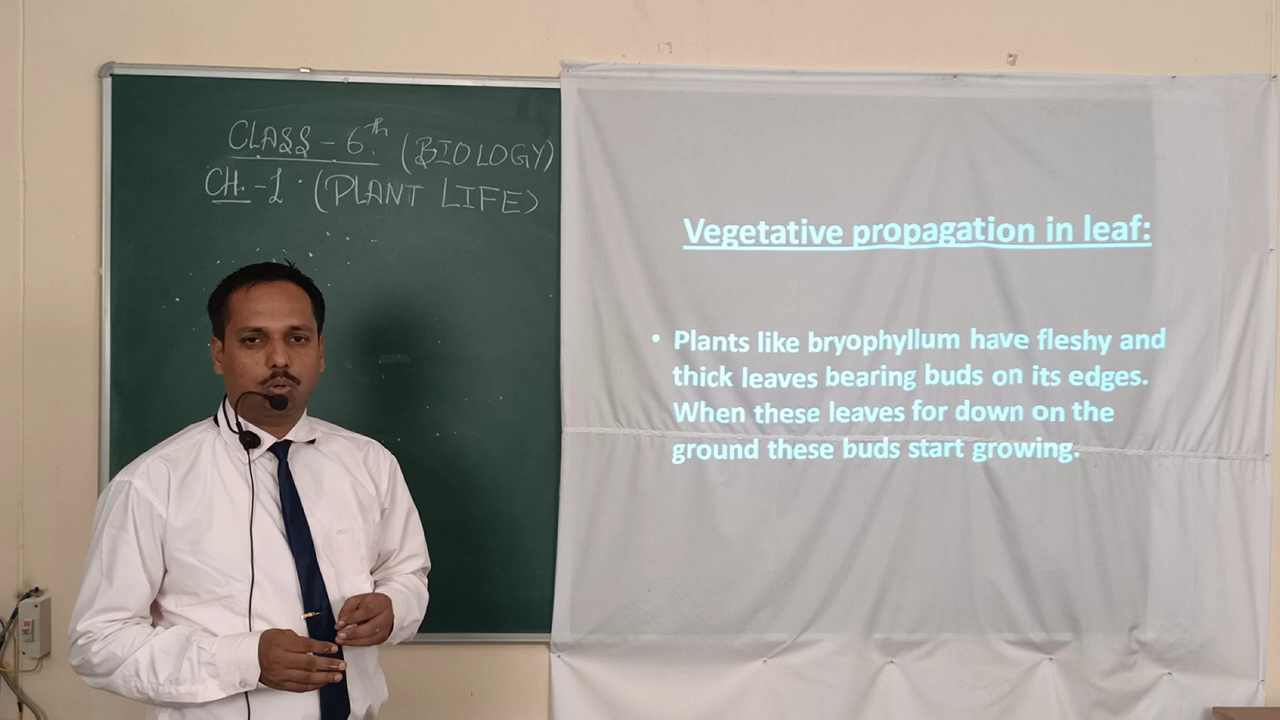 CLASS - 6th (BIOLOGY)
CH. - 1. (PLANT LIFE)
Vegetative propagation in leaf:
• Plants like bryophyllum have fleshy and
thick leaves bearing buds on its edges.
When these leaves for down on the
ground these buds start growing.